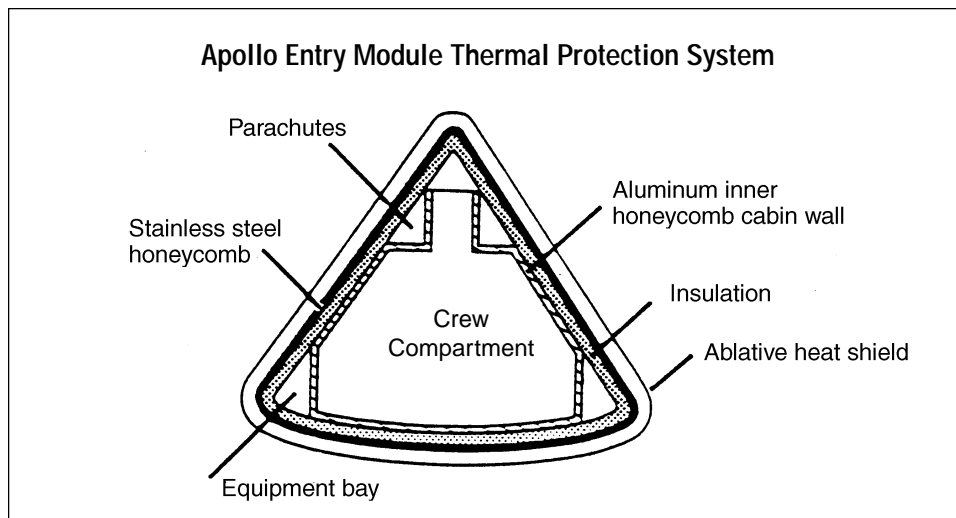 Apollo Entry Module Thermal Protection System
Parachutes
Aluminum inner
honeycomb cabin wall
Stainless steel
honeycomb
Insulation
Crew
Compartment
Ablative heat shield
Equipment bay